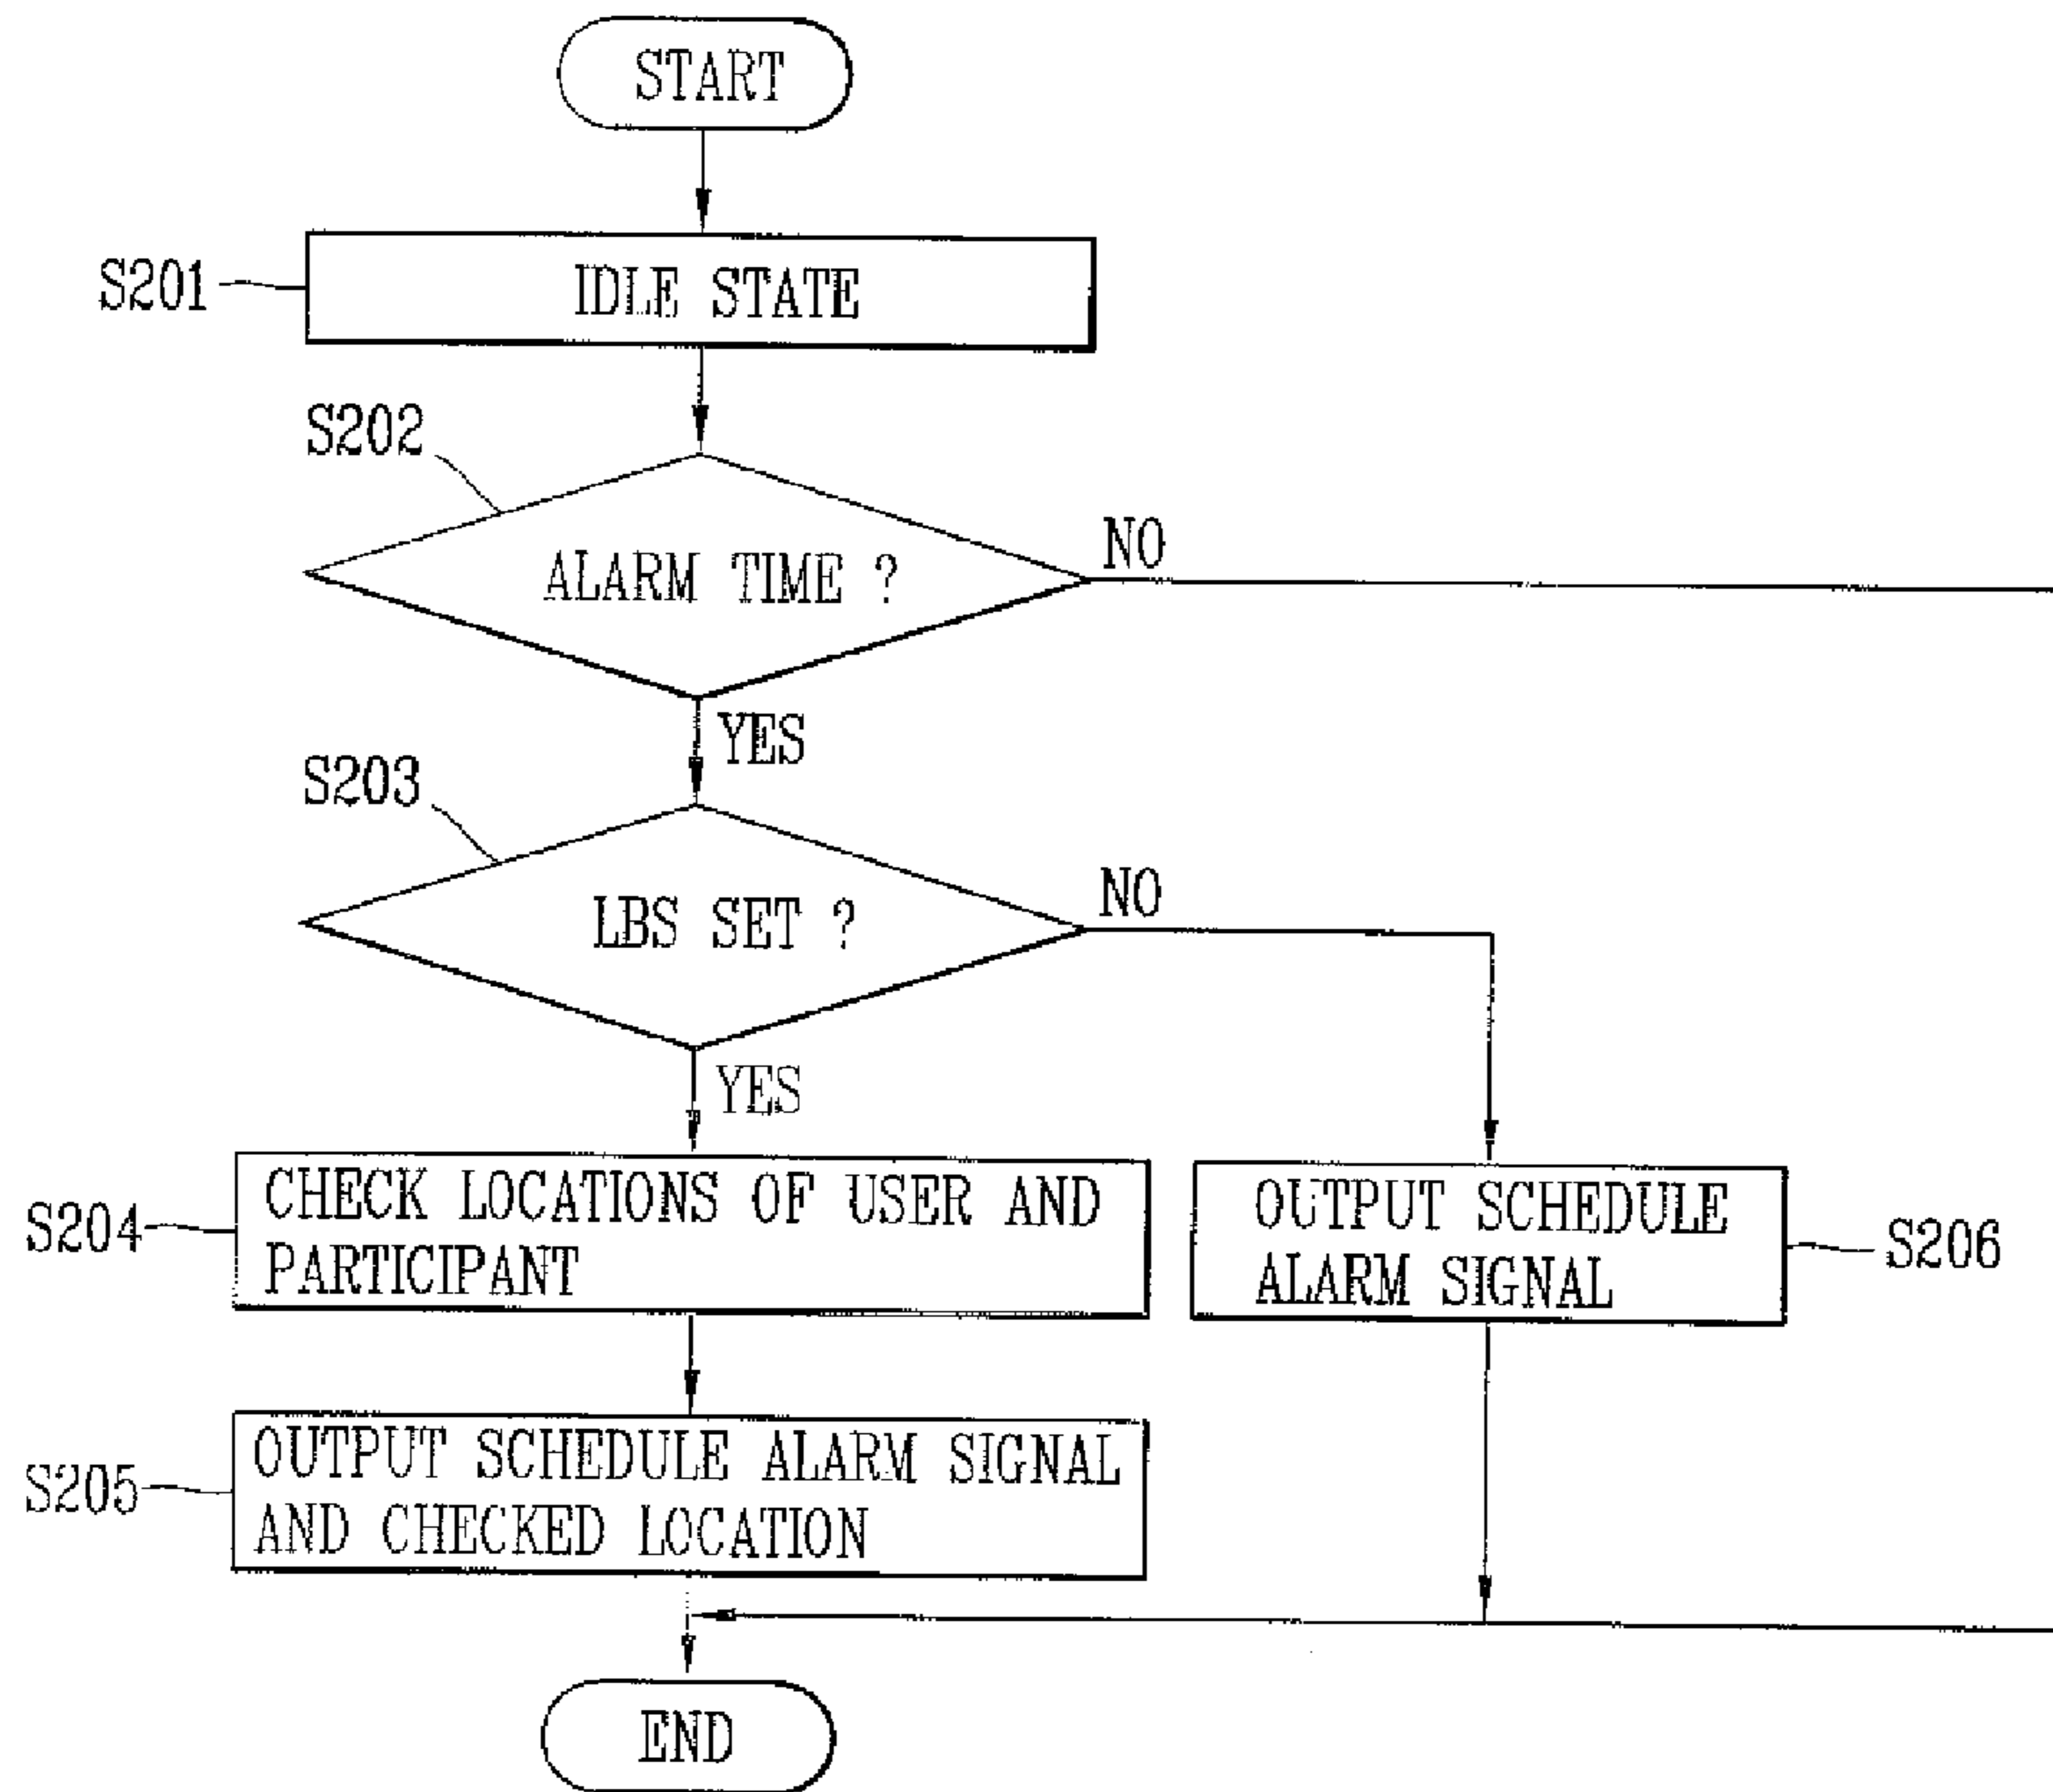 START
S201
IDLE STATE
S202
ALARM TIME ?
NO
YES
S203
LBS SET ?
NO
YES
S204
CHECK LOCATIONS OF USER AND
PARTICIPANT
OUTPUT SCHEDULE
ALARM SIGNAL
S206
S205
OUTPUT SCHEDULE ALARM SIGNAL
AND CHECKED LOCATION
END